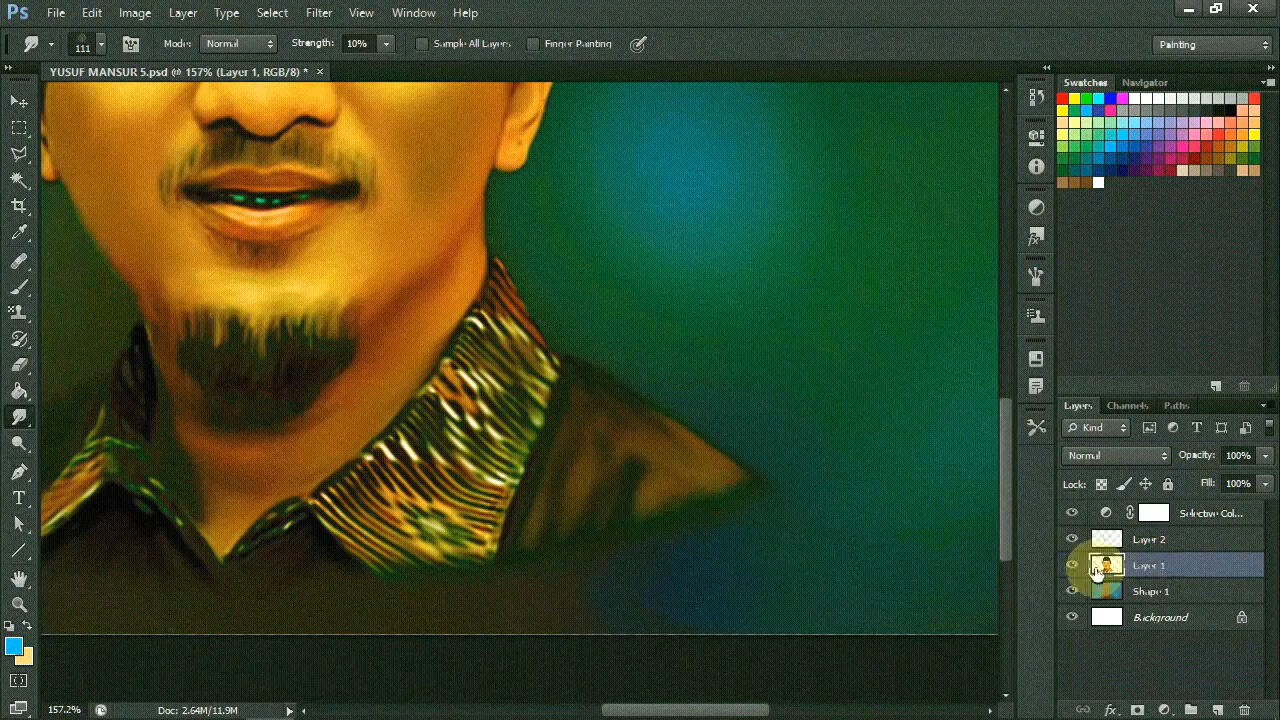 Ps File Edit Image Layer Type Select Filter View Window Help
111 Mode: Normal Strength: 10% Sample All Layers Finger Painting Painting
YUSUF MANSUR 5.psd @ 157% (Layer 1, RGB/8) * ×
Swatches Navigator
Layers Channels Paths
Kind
Normal Opacity: 100%
Lock: Fill: 100%
Selective Col...
Layer 2
Layer 1
Shape 1
Background
157.2% Doc: 2.64M/11.9M
fx